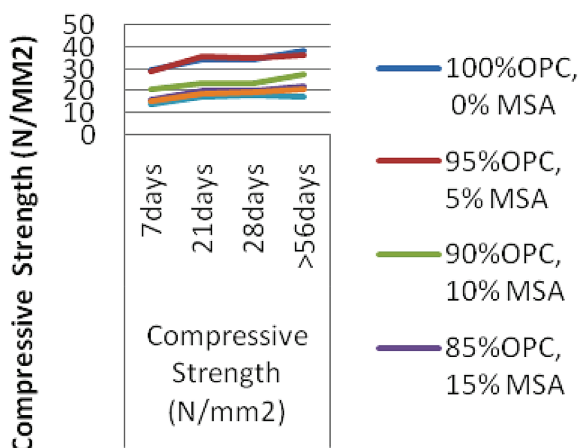 Compressive Strength (N/MM2)
50
40
30
20
10
0
7days
21days
28days
>56days
Compressive
Strength
(N/mm2)
100%OPC,
0% MSA
95%OPC,
5% MSA
90%OPC,
10% MSA
85%OPC,
15% MSA